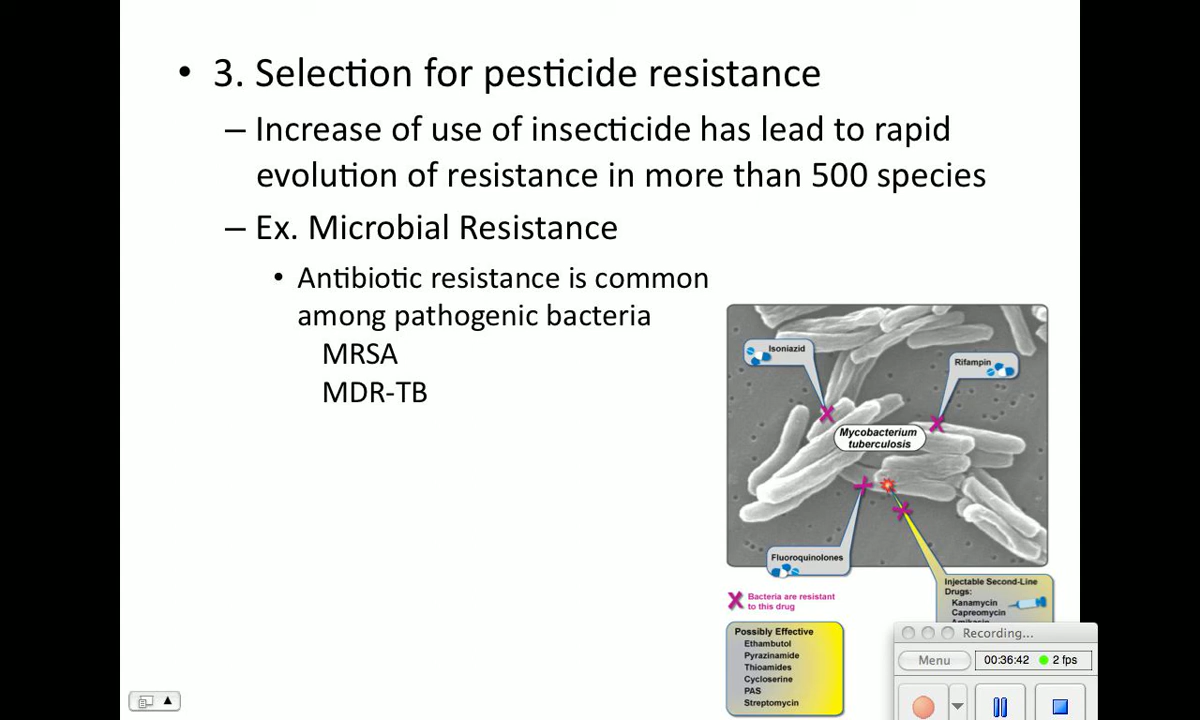 • 3. Selection for pesticide resistance
– Increase of use of insecticide has lead to rapid
evolution of resistance in more than 500 species
– Ex. Microbial Resistance
• Antibiotic resistance is common
among pathogenic bacteria
MRSA
MDR-TB
Isoniazid
Rifampin
Mycobacterium
tuberculosis
Fluoroquinolones
Injectable Second-Line
Drugs:
Kanamycin
Capreomycin
X Bacteria are resistant
to this drug
Possibly Effective
Ethambutol
Pyrazinamide
Thioamides
Cycloserine
PAS
Streptomycin
Recording...
Menu
00:36:42
2 fps